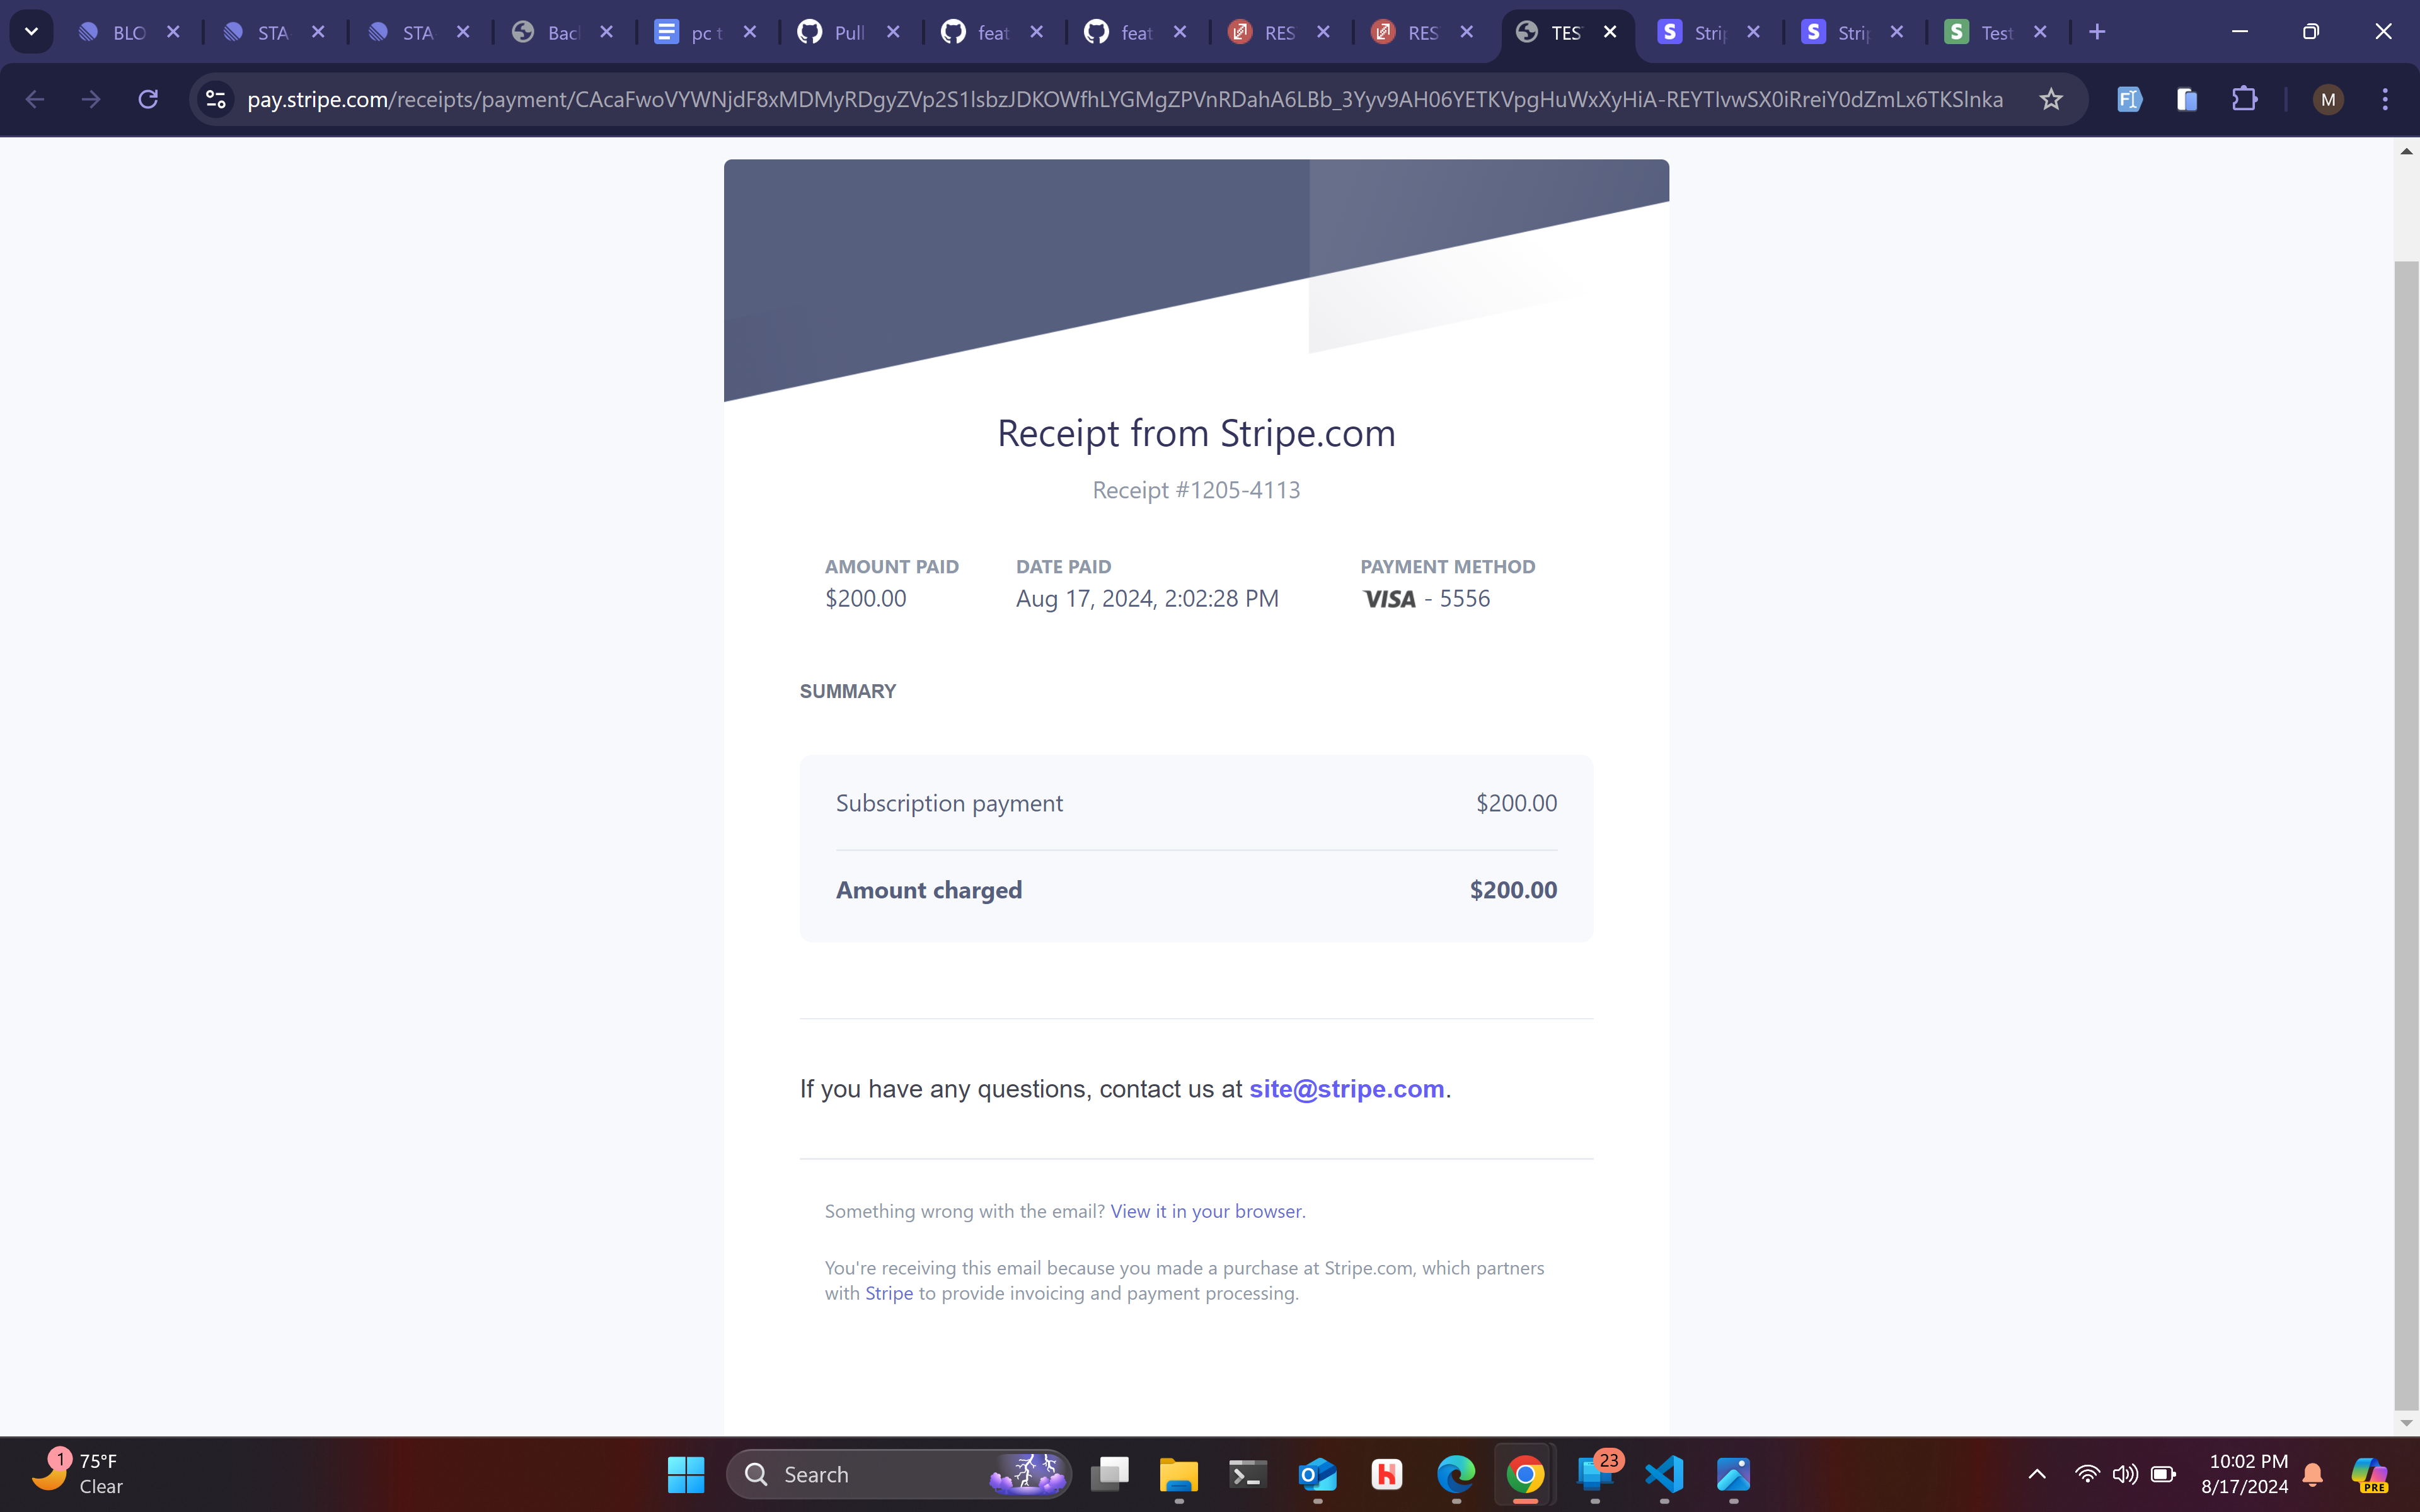 BLO
STA
STA
Bac
pc t
Pull
feat
feat
RES
RES
TES
Strip
Strip
Test
pay.stripe.com/receipts/payment/
M
Receipt from Stripe.com
Receipt #1205-4113
AMOUNT PAID DATE PAID PAYMENT METHOD
$200.00 Aug 17, 2024, 2:02:28 PM VISA - 5556
SUMMARY
Subscription payment $200.00
Amount charged $200.00
If you have any questions, contact us at site@stripe.com.
Something wrong with the email? View it in your browser.
You're receiving this email because you made a purchase at Stripe.com, which partners
with Stripe to provide invoicing and payment processing.
1
75°F
Clear
Search
23
10:02 PM
8/17/2024
PRE